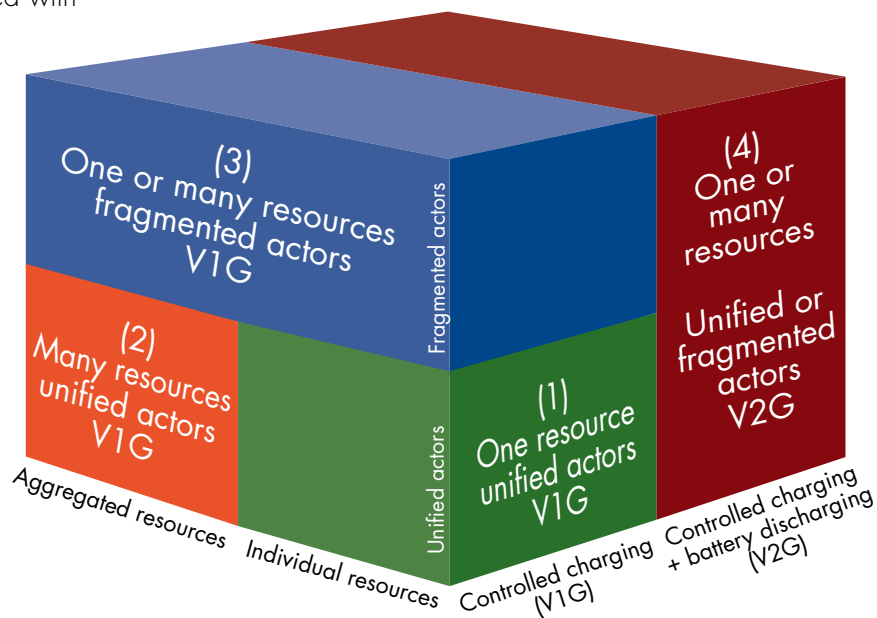 ed with
(3)
One or many resources
fragmented actors
V1G
(4)
One or
many
resources
Unified or
fragmented
actors
V2G
Fragmented actors
(2)
Many resources
unified actors
V1G
(1)
One resource
unified actors
V1G
Unified actors
Aggregated resources
Individual resources
Controlled charging
(V1G)
Controlled charging
+ battery discharging
(V2G)